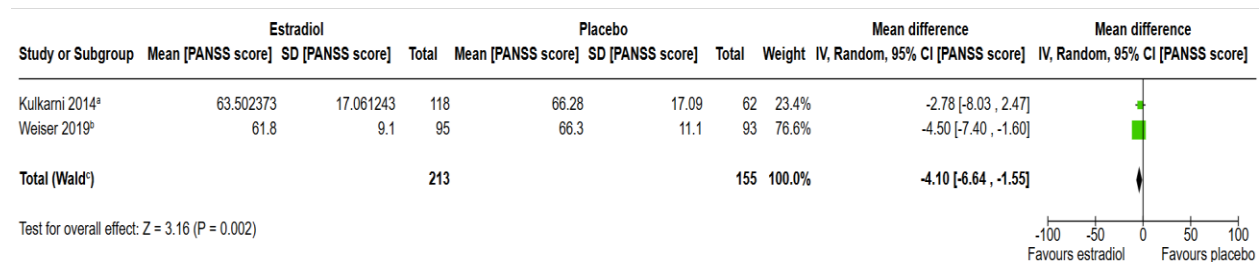 Estradiol Placebo Mean difference Mean difference
Study or Subgroup Mean [PANSS score] SD [PANSS score] Total Mean [PANSS score] SD [PANSS score] Total Weight IV, Random, 95% CI [PANSS score] IV, Random, 95% CI [PANSS score]
Kulkarni 2014ᵃ 63.502373 17.061243 118 66.28 17.09 62 23.4% -2.78 [-8.03 , 2.47]
Weiser 2019ᵇ 61.8 9.1 95 66.3 11.1 93 76.6% -4.50 [-7.40 , -1.60]
Total (Waldᶜ) 213 155 100.0% -4.10 [-6.64 , -1.55]
Test for overall effect: Z = 3.16 (P = 0.002)
-100 -50 0 50 100
Favours estradiol Favours placebo